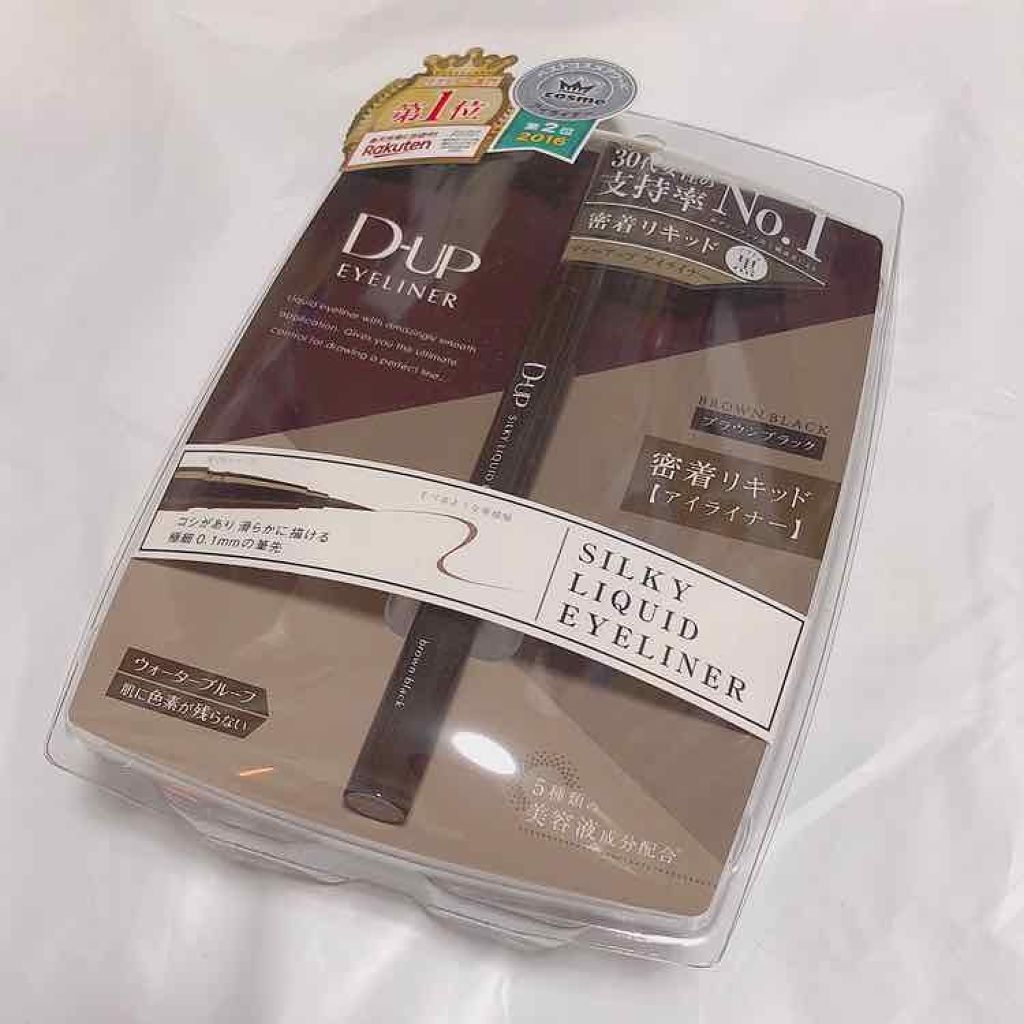 第1位
Rakuten
cosme
第2位
2016
D-UP
EYELINER
Liquid eyeliner with amazingly smooth
application. Gives you the ultimate
control for drawing a perfect line...
30代女性の
支持率 No.1
密着リキッド
黒
D-UP SILKY LIQUID
BROWN BLACK
ブラウンブラック
密着リキッド
【アイライナー】
コシがあり滑らかに描ける
極細0.1mmの筆先
SILKY
LIQUID
EYELINER
brown black
ウォータープルーフ
肌に色素が残らない
5種類の
美容液成分配合